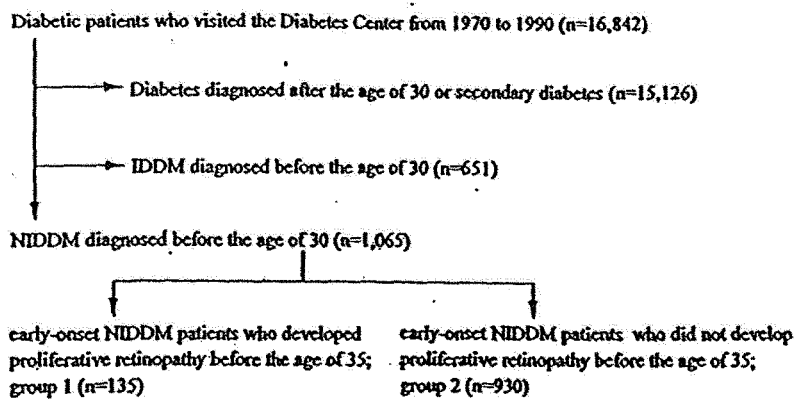 Diabetic patients who visited the Diabetes Center from 1970 to 1990 (n=16,842)
Diabetes diagnosed after the age of 30 or secondary diabetes (n=15,126)
IDDM diagnosed before the age of 30 (n=651)
NIDDM diagnosed before the age of 30 (n=1,065)
early-onset NIDDM patients who developed
proliferative retinopathy before the age of 35;
group 1 (n=135)
early-onset NIDDM patients who did not develop
proliferative retinopathy before the age of 35;
group 2 (n=930)